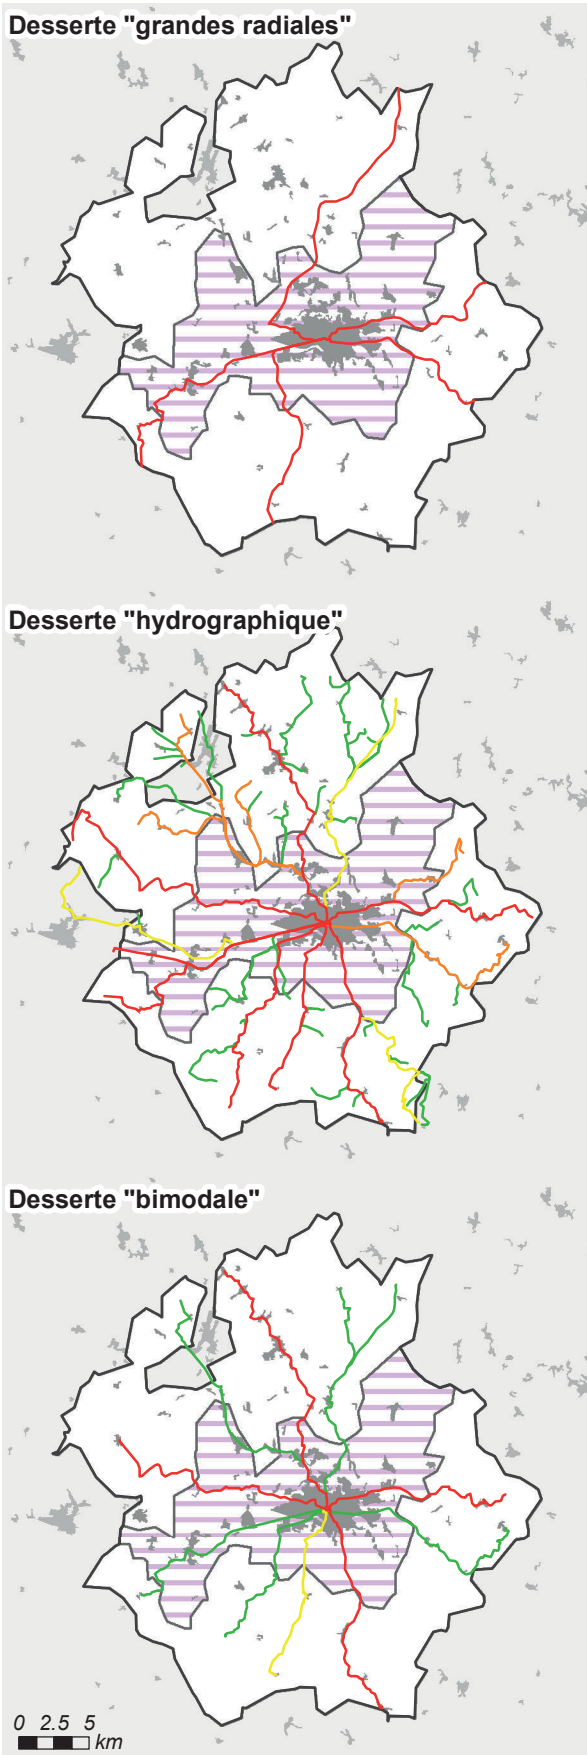 Desserte "grandes radiales"
Desserte "hydrographique"
Desserte "bimodale"
0 2.5 5
km